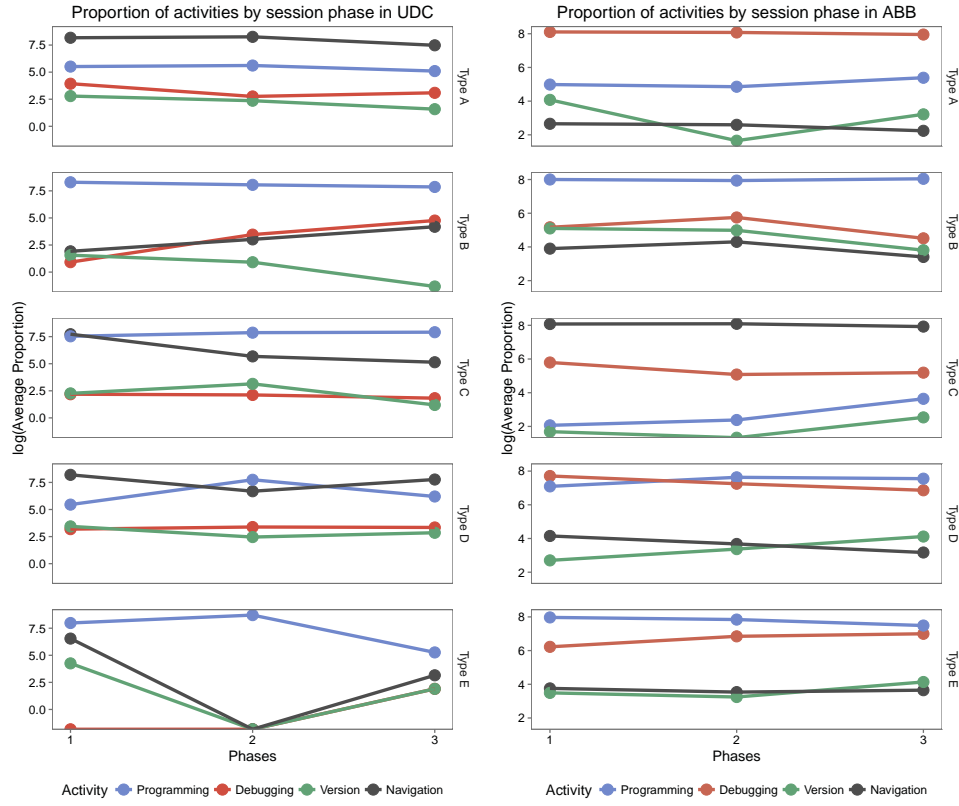 Proportion of activities by session phase in UDC
7.5
5.0
2.5
0.0
Type A
7.5
5.0
2.5
0.0
Type B
7.5
5.0
2.5
0.0
Type C
7.5
5.0
2.5
0.0
Type D
7.5
5.0
2.5
0.0
Type E
log(Average Proportion)
1 2 3
Phases
Activity Programming Debugging Version Navigation
Proportion of activities by session phase in ABB
8
6
4
2
Type A
8
6
4
2
Type B
8
6
4
2
Type C
8
6
4
2
Type D
8
6
4
2
Type E
log(Average Proportion)
1 2 3
Phases
Activity Programming Debugging Version Navigation